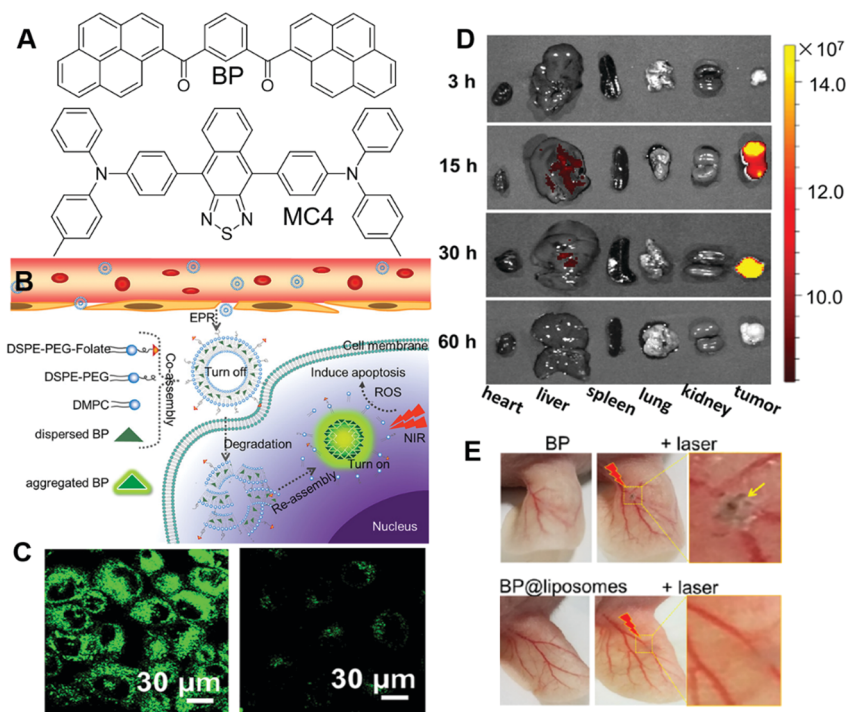 A
O
BP
O
N
N
N
N
S
MC4
B
EPR
DSPE-PEG-Folate
DSPE-PEG
DMPC
dispersed BP
aggregated BP
Co-assembly
Turn off
Cell membrane
Induce apoptosis
ROS
NIR
Degradation
Re-assembly
Turn on
Nucleus
C
30 μm
30 μm
D
3 h
15 h
30 h
60 h
heart
liver
spleen
lung
kidney
tumor
× 10⁷
14.0
12.0
10.0
E
BP + laser
BP@liposomes + laser